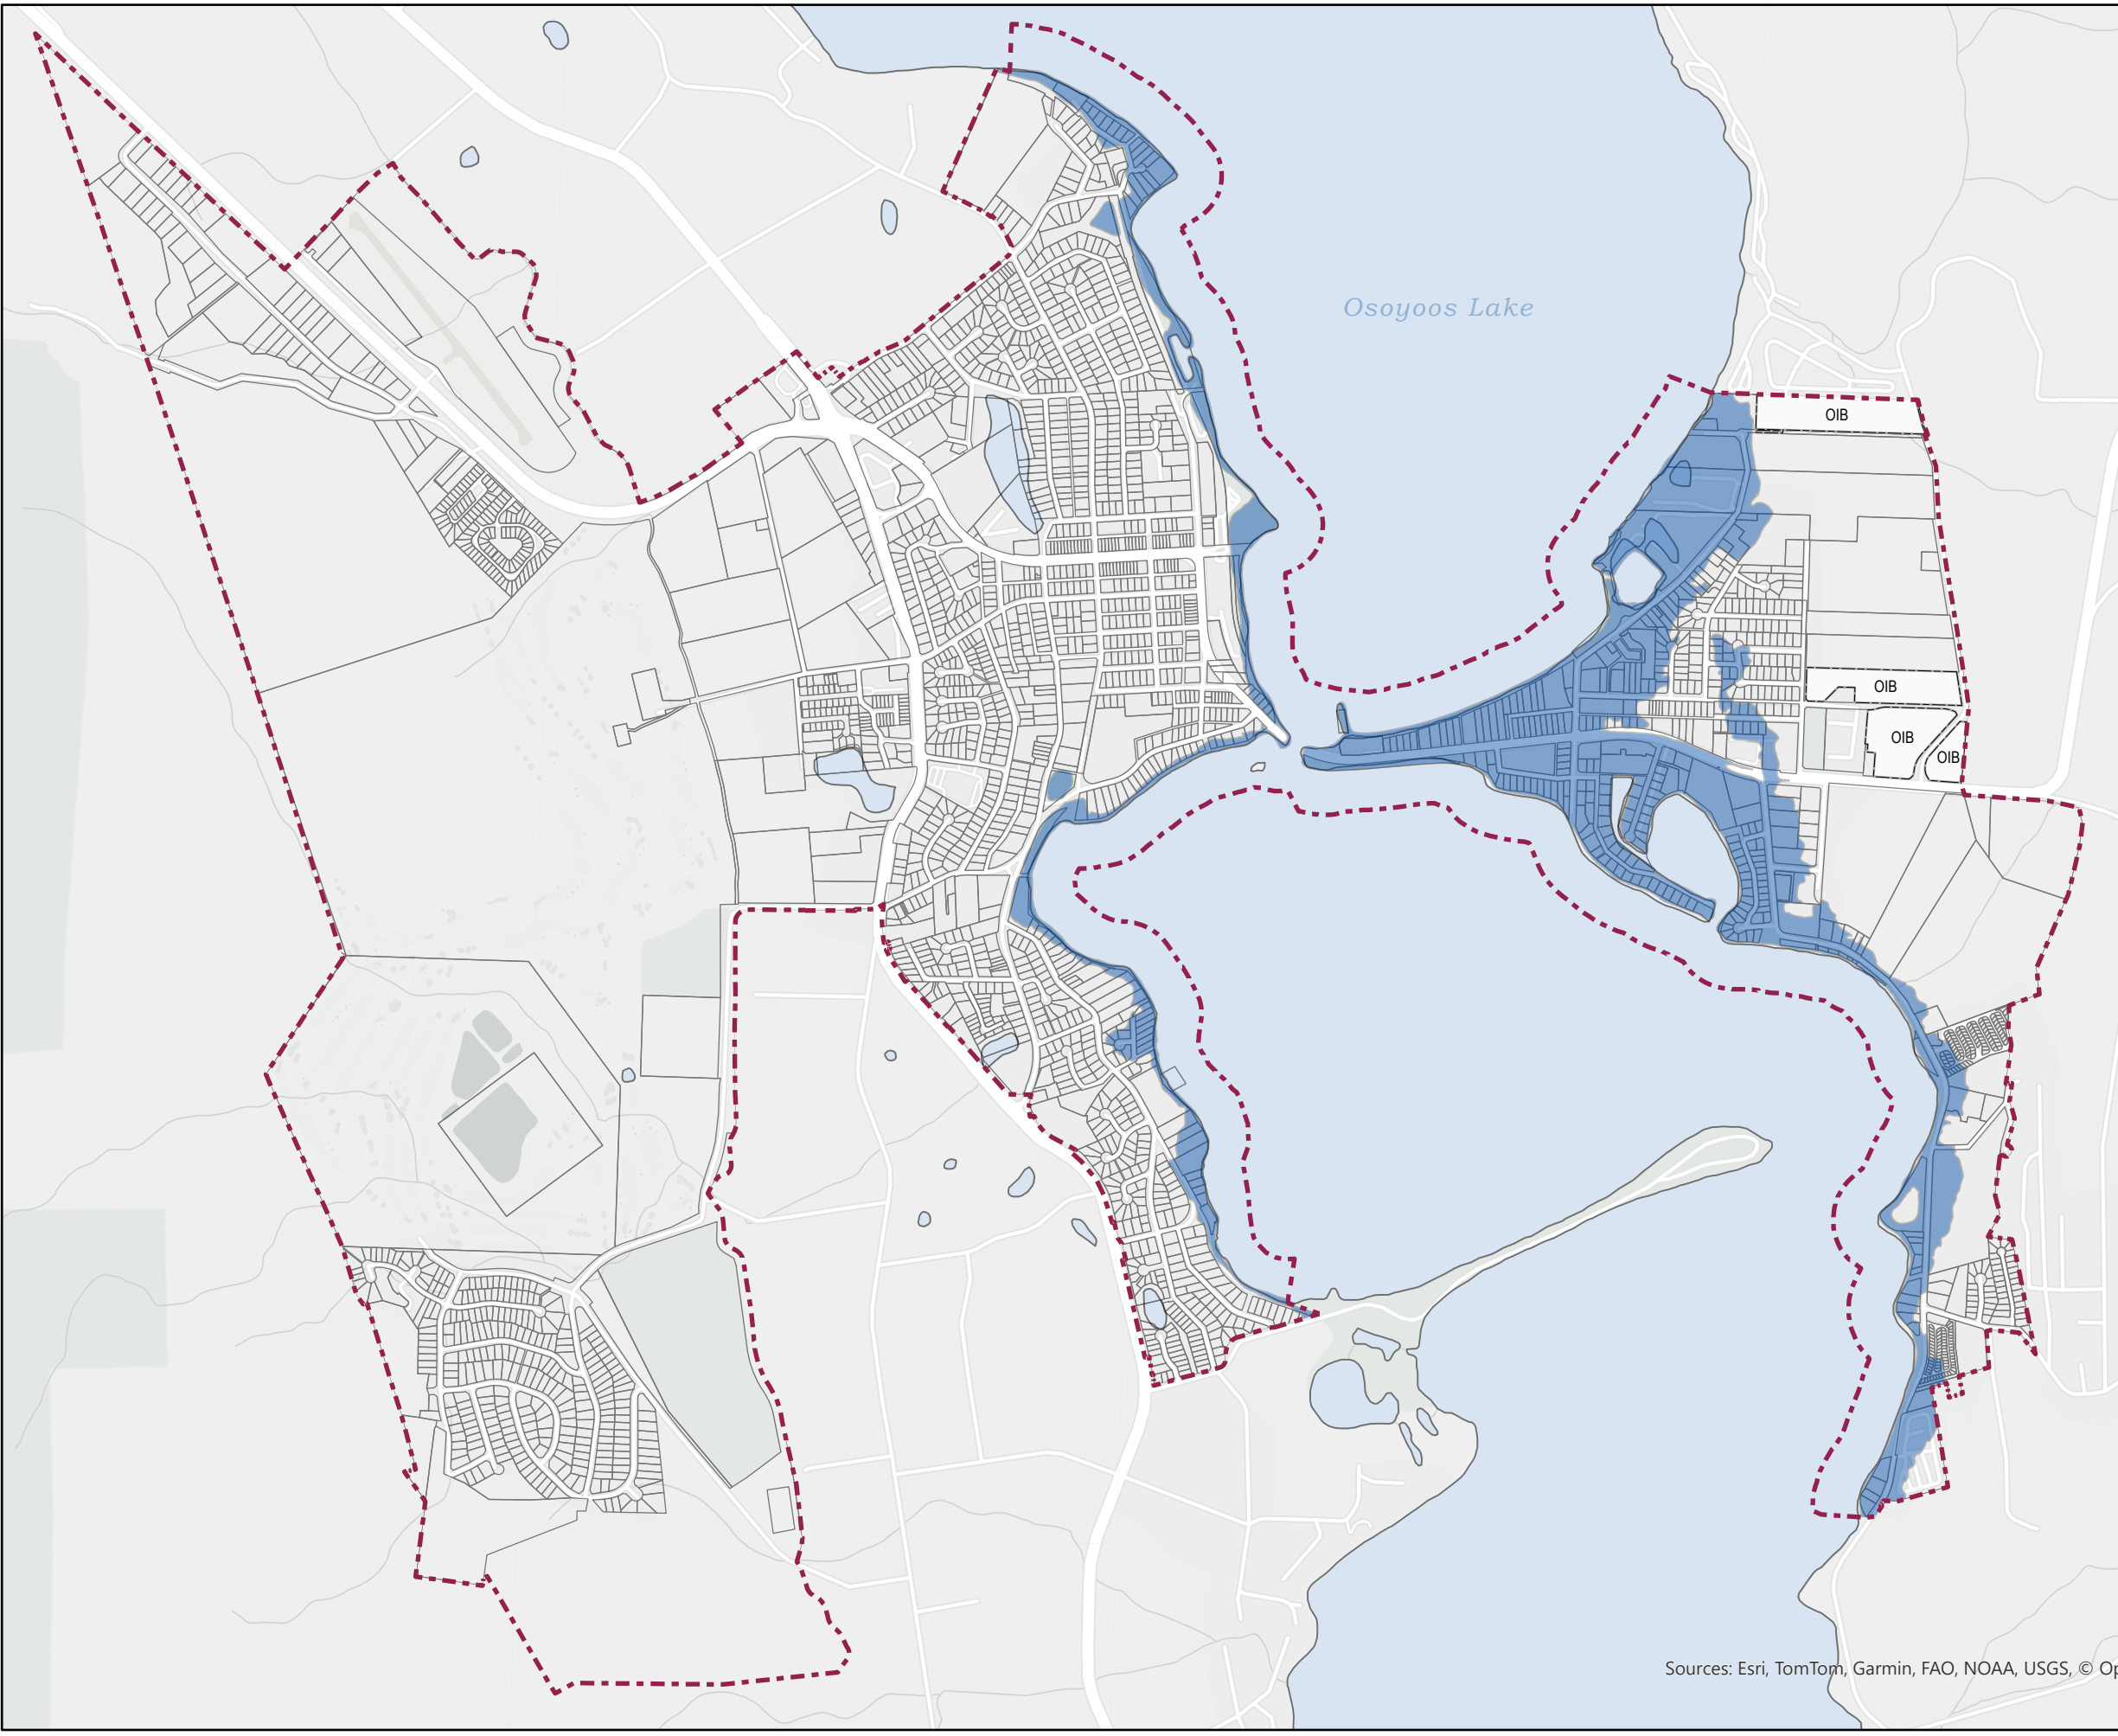 Osoyoos Lake
OIB
OIB
OIB
OIB
Sources: Esri, TomTom, Garmin, FAO, NOAA, USGS, © Op